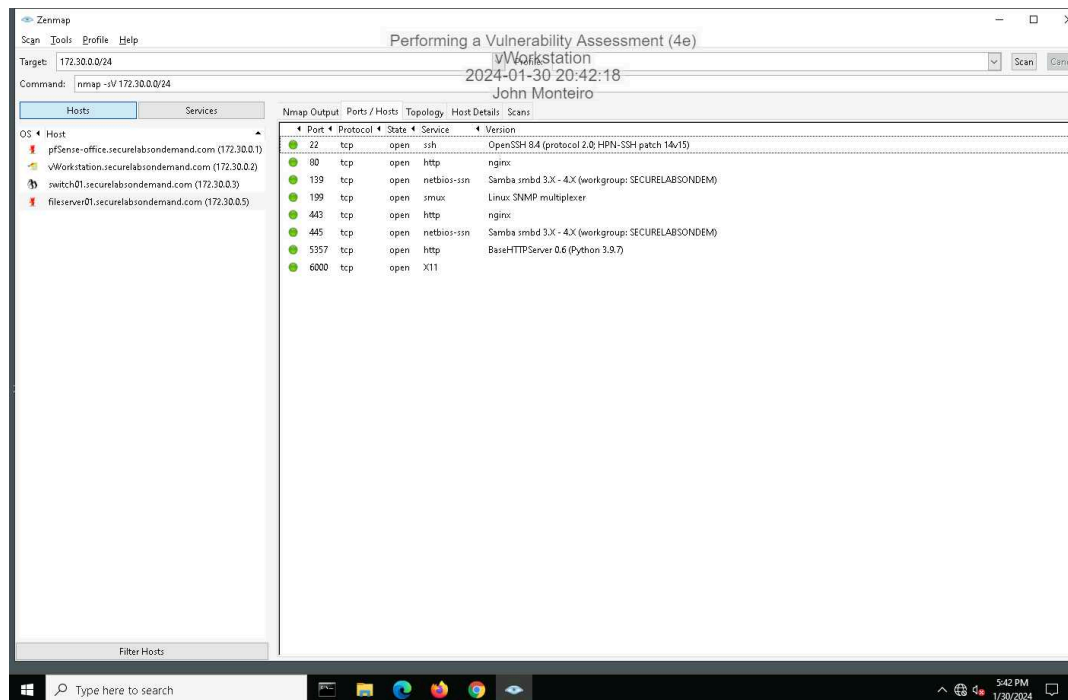 Zenmap
Scan Tools Profile Help
Performing a Vulnerability Assessment (4e)
vWorkstation
2024-01-30 20:42:18
John Monteiro
Target: 172.30.0.0/24
Scan
Command: nmap -sV 172.30.0.0/24
Hosts Services
Nmap Output Ports / Hosts Topology Host Details Scans
OS Host
pfSense-office.securelabsondemand.com (172.30.0.1)
vWorkstation.securelabsondemand.com (172.30.0.2)
switch01.securelabsondemand.com (172.30.0.3)
fileserver01.securelabsondemand.com (172.30.0.5)
Port Protocol State Service Version
22 tcp open ssh OpenSSH 8.4 (protocol 2.0; HPN-SSH patch 14v15)
80 tcp open http nginx
139 tcp open netbios-ssn Samba smbd 3.X - 4.X (workgroup: SECURELABSONDEM)
199 tcp open smux Linux SNMP multiplexer
443 tcp open http nginx
445 tcp open netbios-ssn Samba smbd 3.X - 4.X (workgroup: SECURELABSONDEM)
5357 tcp open http BaseHTTPServer 0.6 (Python 3.9.7)
6000 tcp open X11
Filter Hosts
Type here to search
5:42 PM
1/30/2024